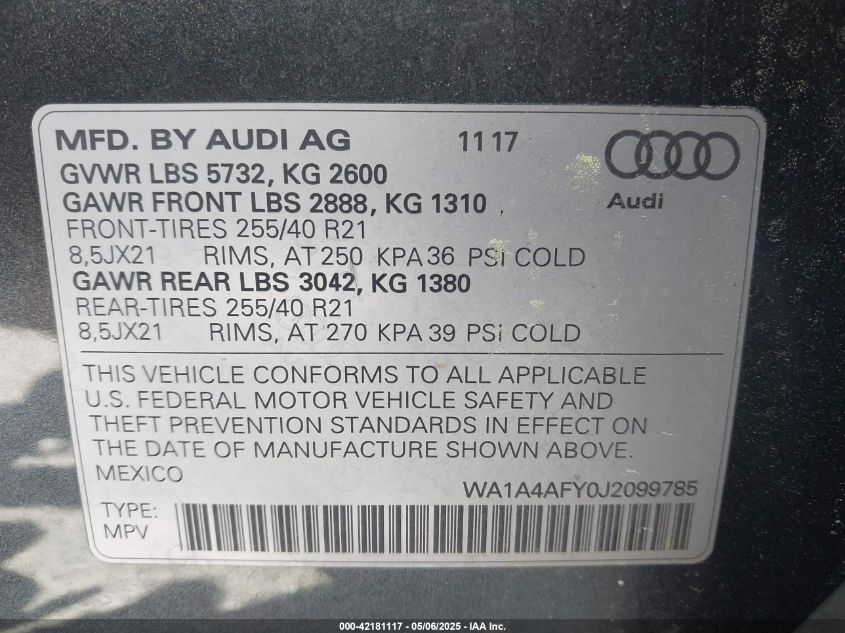 MFD. BY AUDI AG 11 17
Audi
GVWR LBS 5732, KG 2600
GAWR FRONT LBS 2888, KG 1310
FRONT-TIRES 255/40 R21
8,5JX21 RIMS, AT 250 KPA 36 PSI COLD
GAWR REAR LBS 3042, KG 1380
REAR-TIRES 255/40 R21
8,5JX21 RIMS, AT 270 KPA 39 PSI COLD
THIS VEHICLE CONFORMS TO ALL APPLICABLE
U.S. FEDERAL MOTOR VEHICLE SAFETY AND
THEFT PREVENTION STANDARDS IN EFFECT ON
THE DATE OF MANUFACTURE SHOWN ABOVE.
MEXICO
WA1A4AFY0J2099785
TYPE:
MPV
000-42181117 - 05/06/2025 - IAA Inc.